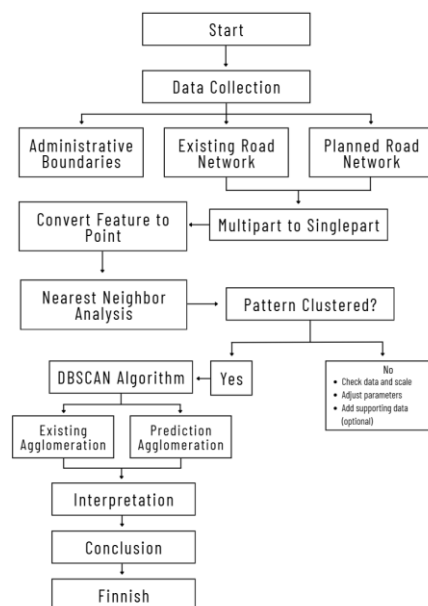 Start
Data Collection
Administrative
Boundaries
Existing Road
Network
Planned Road
Network
Convert Feature to
Point
Multipart to Singlepart
Nearest Neighbor
Analysis
Pattern Clustered?
DBSCAN Algorithm
Yes
No
• Check data and scale
• Adjust parameters
• Add supporting data
(optional)
Existing
Agglomeration
Prediction
Agglomeration
Interpretation
Conclusion
Finnish